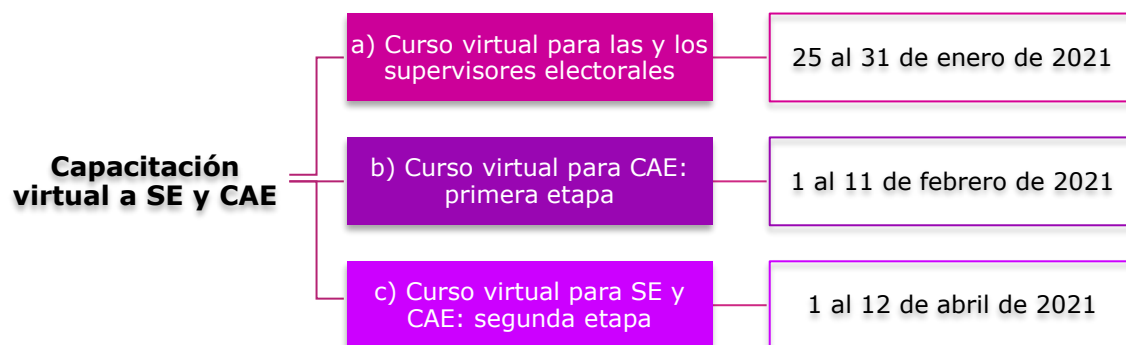 Capacitación
virtual a SE y CAE
a) Curso virtual para las y los
supervisores electorales
25 al 31 de enero de 2021
b) Curso virtual para CAE:
primera etapa
1 al 11 de febrero de 2021
c) Curso virtual para SE y
CAE: segunda etapa
1 al 12 de abril de 2021